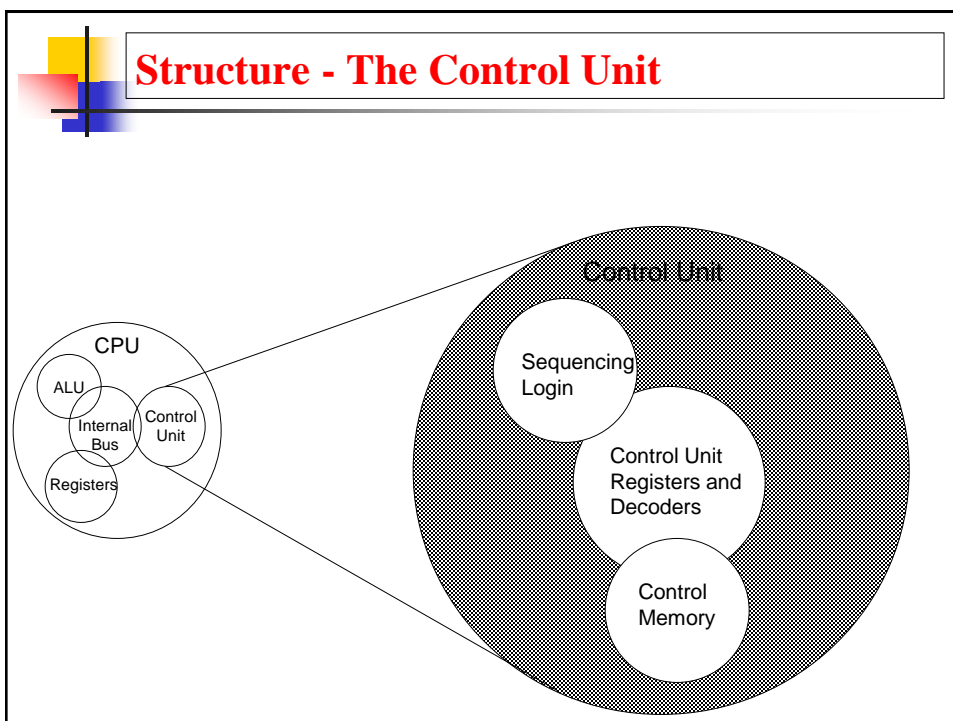 Structure - The Control Unit
CPU
ALU
Internal
Bus
Control
Unit
Registers
Control Unit
Sequencing
Login
Control Unit
Registers and
Decoders
Control
Memory